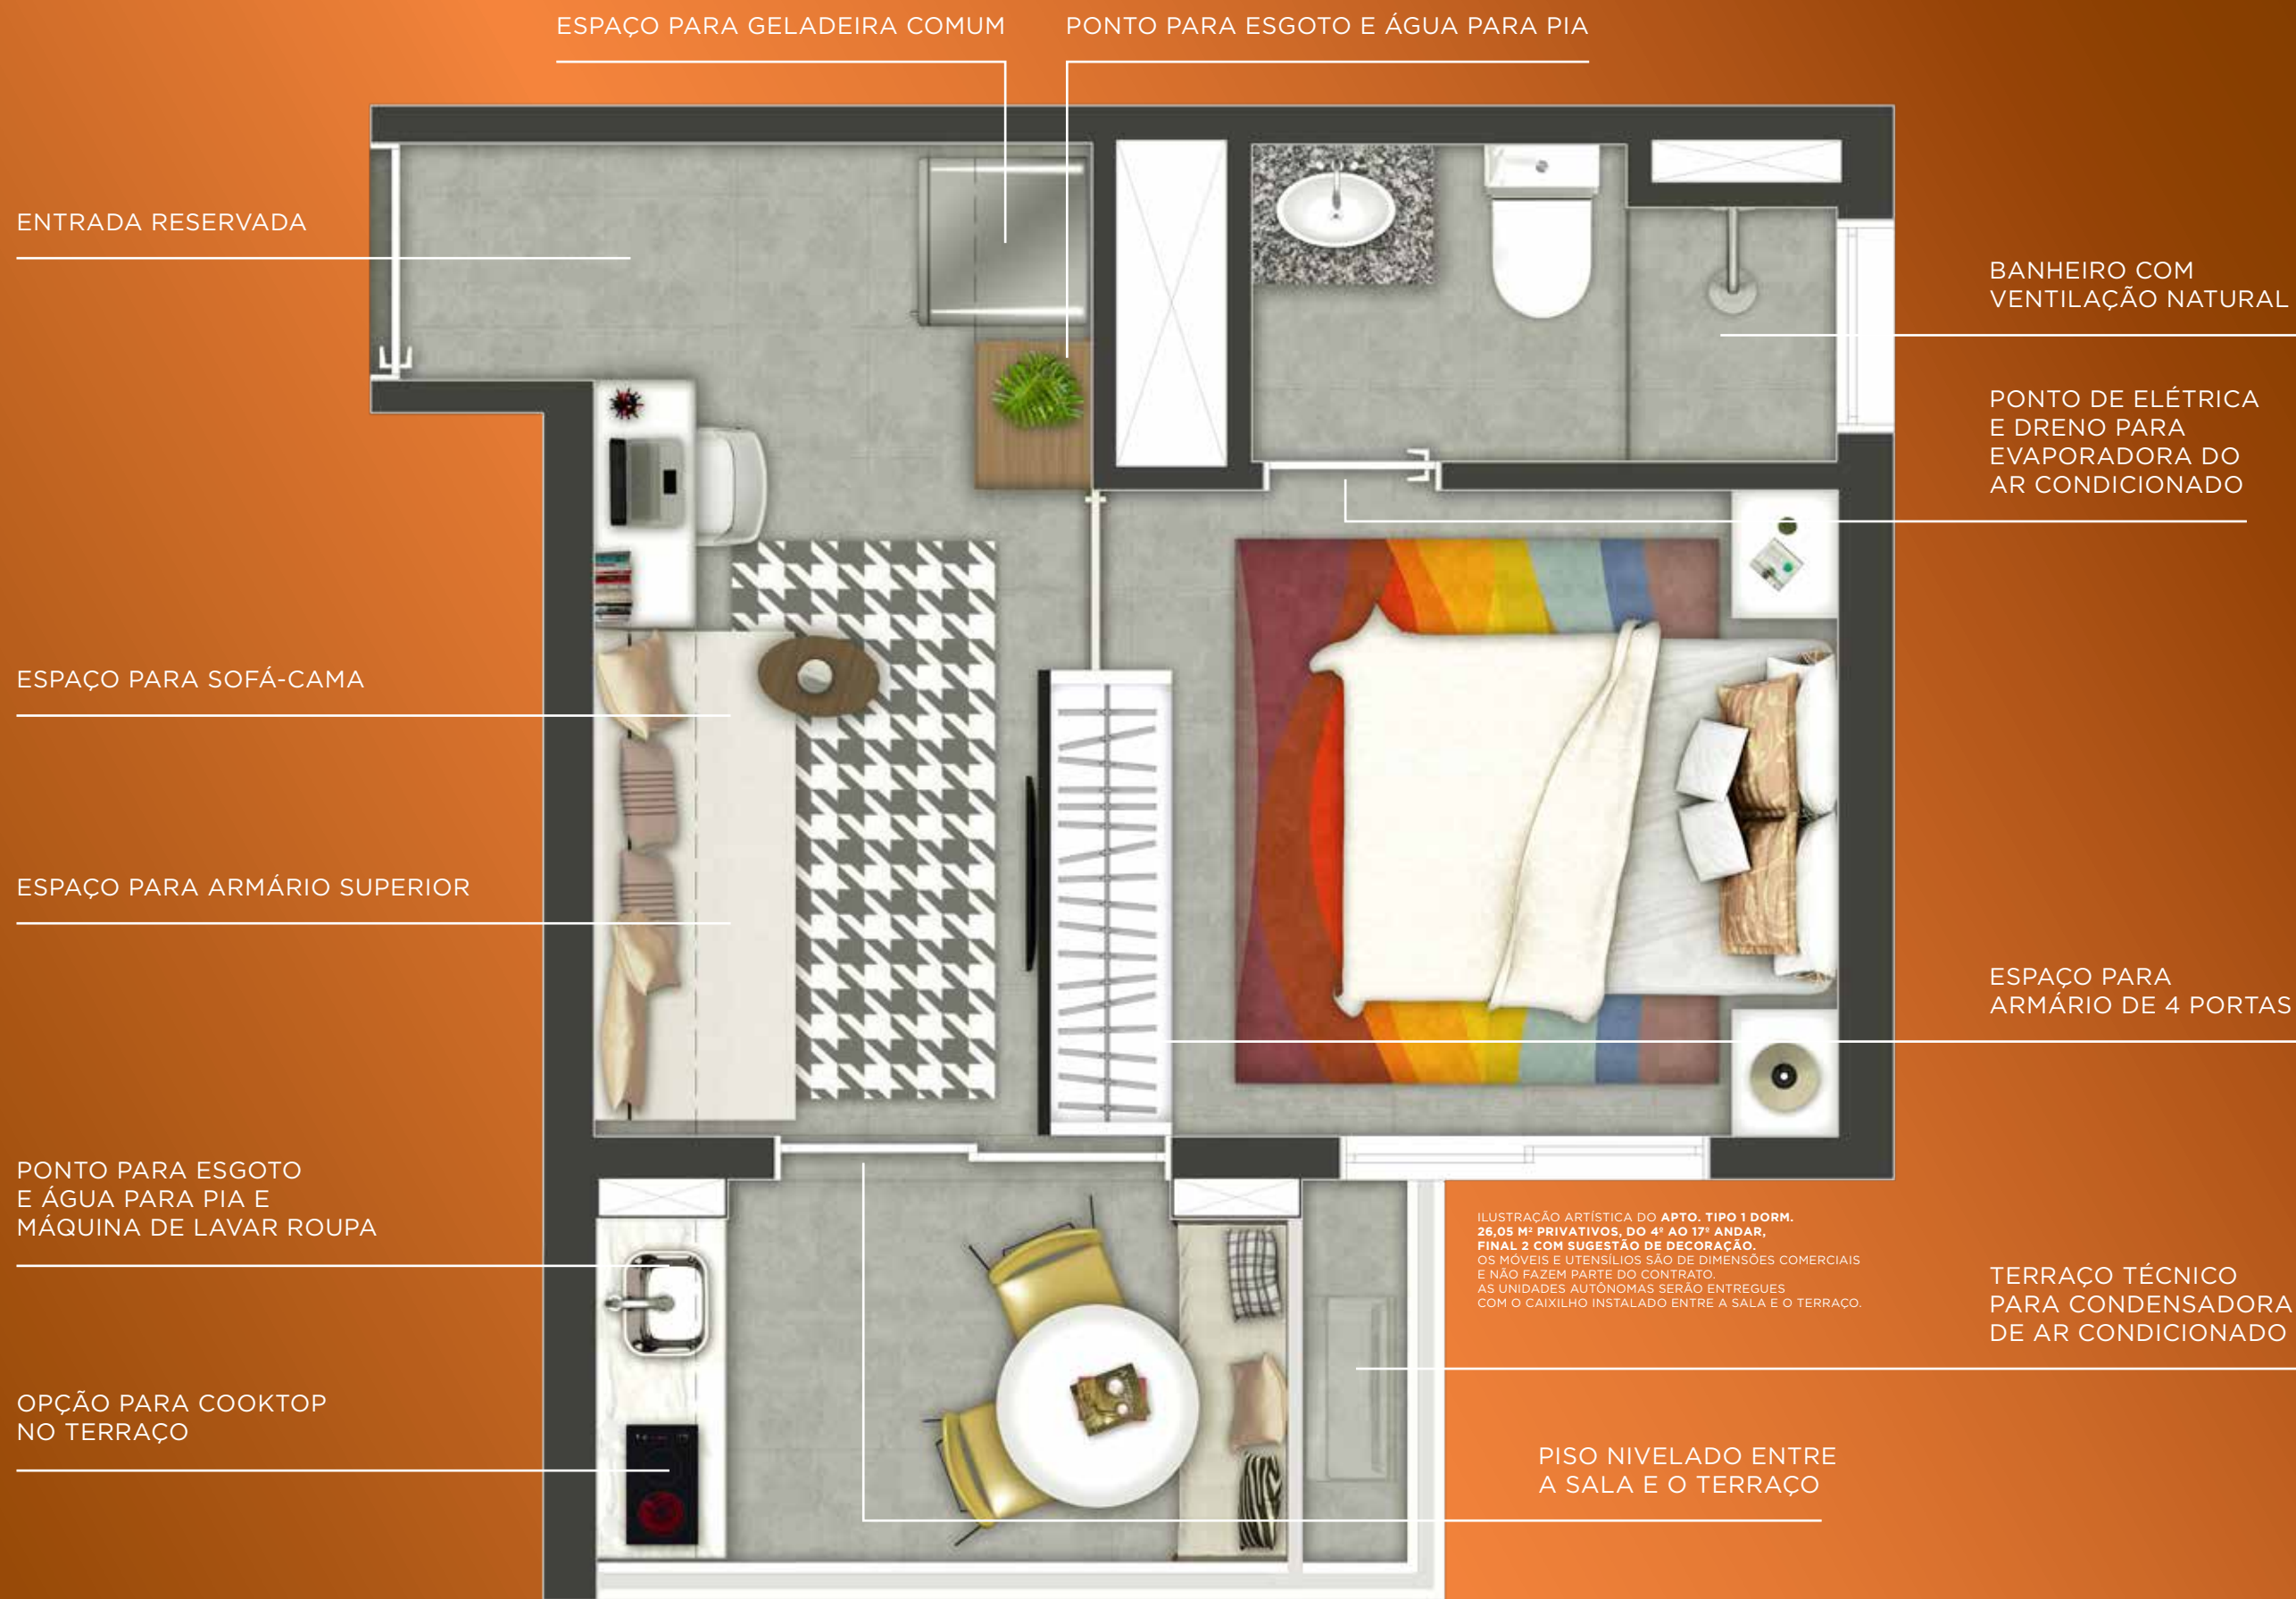 ESPAÇO PARA GELADEIRA COMUM
PONTO PARA ESGOTO E ÁGUA PARA PIA
ENTRADA RESERVADA
ESPAÇO PARA SOFÁ-CAMA
ESPAÇO PARA ARMÁRIO SUPERIOR
PONTO PARA ESGOTO
E ÁGUA PARA PIA E
MÁQUINA DE LAVAR ROUPA
OPÇÃO PARA COOKTOP
NO TERRAÇO
BANHEIRO COM
VENTILAÇÃO NATURAL
PONTO DE ELÉTRICA
E DRENO PARA
EVAPORADORA DO
AR CONDICIONADO
ESPAÇO PARA
ARMÁRIO DE 4 PORTAS
ILUSTRAÇÃO ARTÍSTICA DO APTO. TIPO 1 DORM.
26,05 M² PRIVATIVOS, DO 4º AO 17º ANDAR,
FINAL 2 COM SUGESTÃO DE DECORAÇÃO.
OS MÓVEIS E UTENSÍLIOS SÃO DE DIMENSÕES COMERCIAIS
E NÃO FAZEM PARTE DO CONTRATO.
AS UNIDADES AUTÔNOMAS SERÃO ENTREGUES
COM O CAIXILHO INSTALADO ENTRE A SALA E O TERRAÇO.
TERRAÇO TÉCNICO
PARA CONDENSADORA
DE AR CONDICIONADO
PISO NIVELADO ENTRE
A SALA E O TERRAÇO